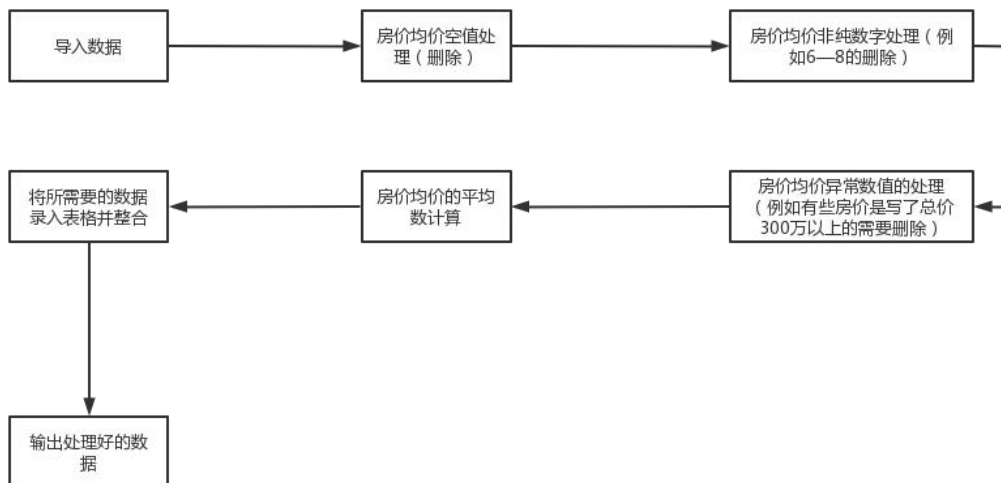 导入数据
房价均价空值处
理（删除）
房价均价非纯数字处理（例
如6—8的删除）
将所需要的数据
录入表格并整合
房价均价的平均
数计算
房价均价异常数值的处理
（例如有些房价是写了总价
300万以上的需要删除）
输出处理好的数
据